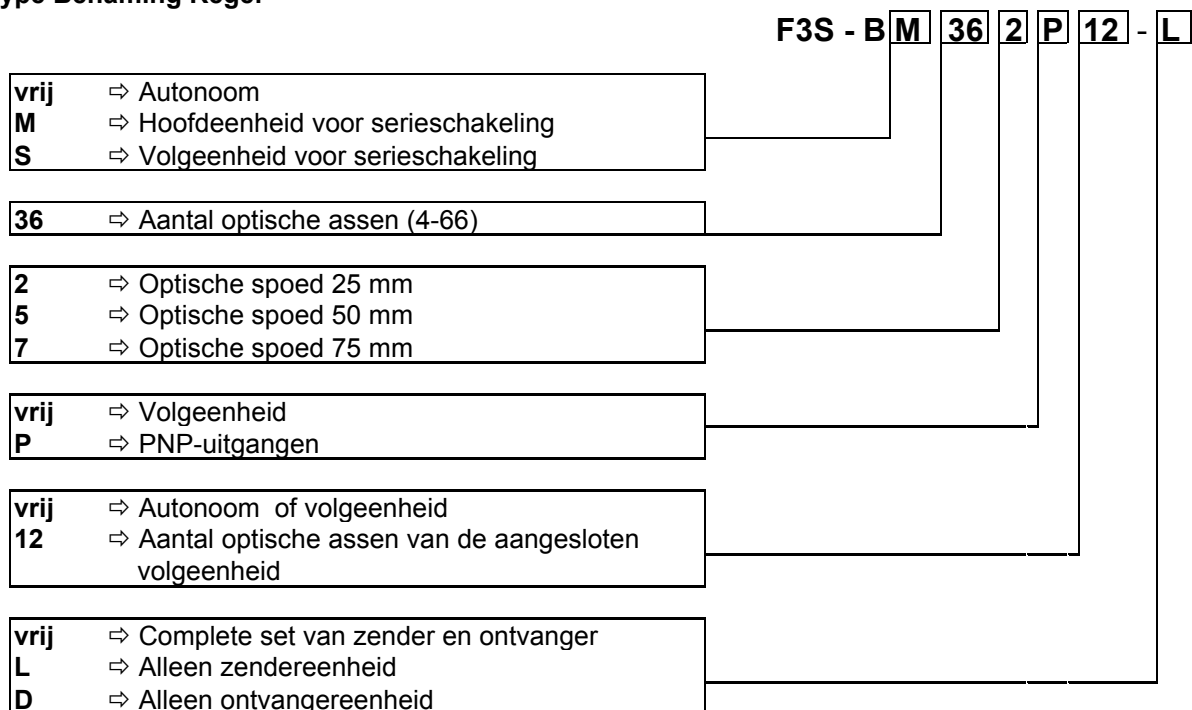 Type Benaming Regel
F3S - B M 36 2 P 12 - L
vrij ⇨ Autonoom
M ⇨ Hoofdeenheid voor serieschakeling
S ⇨ Volgeenheid voor serieschakeling
36 ⇨ Aantal optische assen (4-66)
2 ⇨ Optische spoed 25 mm
5 ⇨ Optische spoed 50 mm
7 ⇨ Optische spoed 75 mm
vrij ⇨ Volgeenheid
P ⇨ PNP-uitgangen
vrij ⇨ Autonoom of volgeenheid
12 ⇨ Aantal optische assen van de aangesloten
volgeenheid
vrij ⇨ Complete set van zender en ontvanger
L ⇨ Alleen zendereenheid
D ⇨ Alleen ontvangereenheid